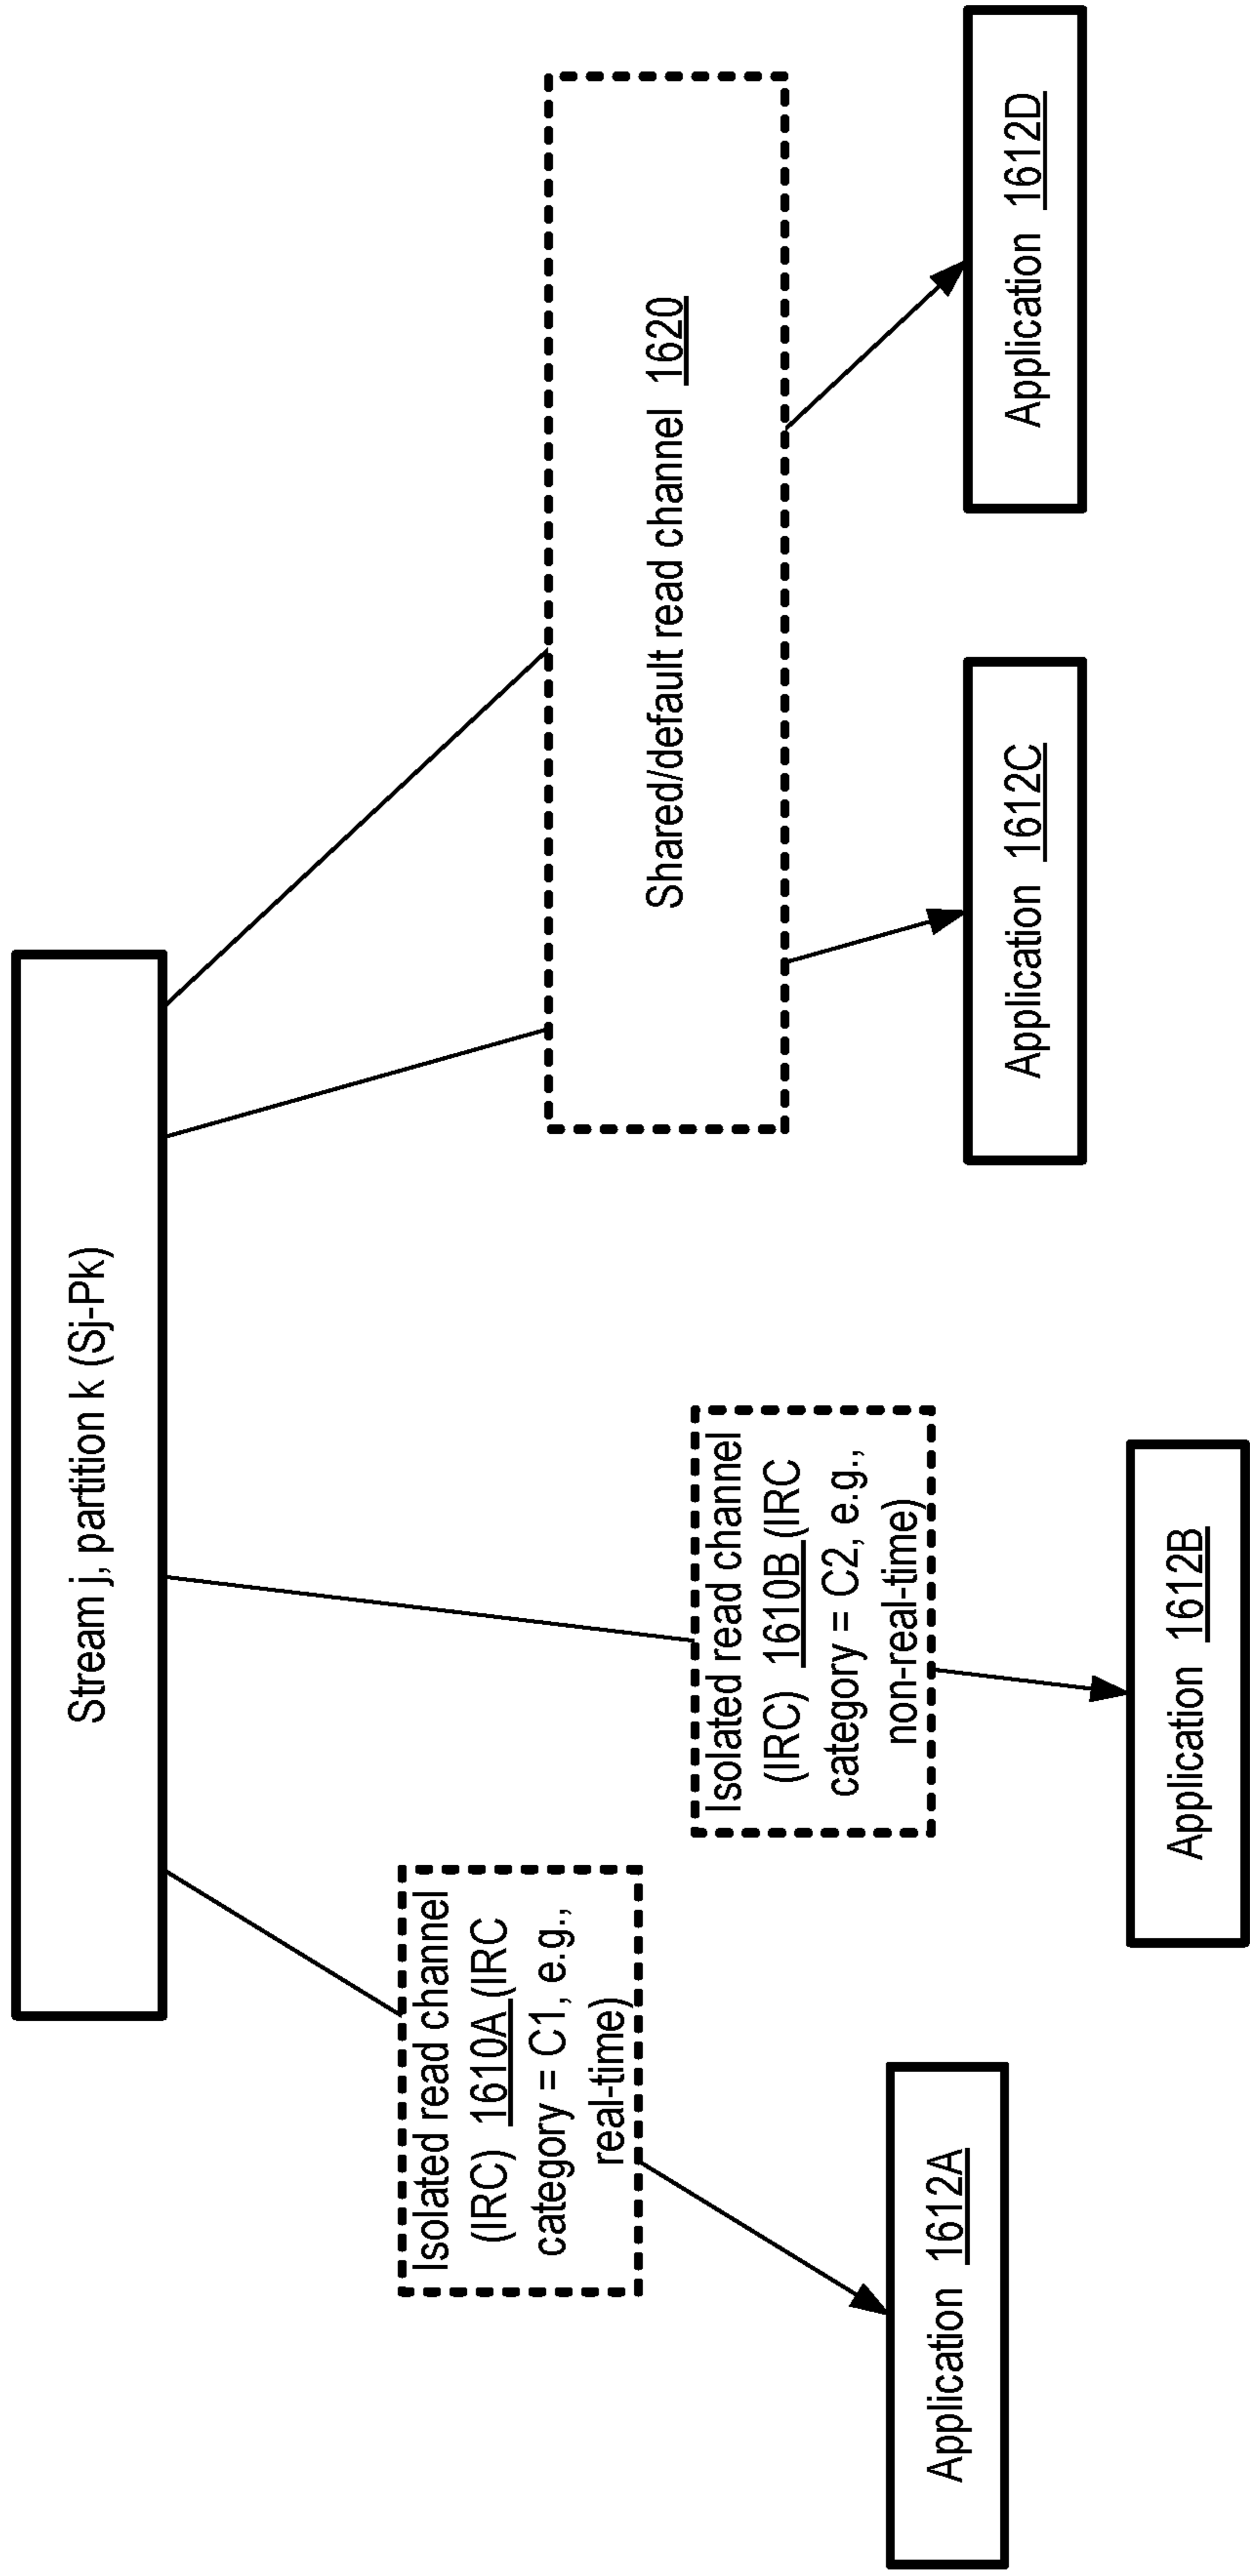 Stream j, partition k (Sj-Pk)
Isolated read channel
(IRC) 1610A (IRC
category = C1, e.g.,
real-time)
Isolated read channel
(IRC) 1610B (IRC
category = C2, e.g.,
non-real-time)
Shared/default read channel 1620
Application 1612A
Application 1612B
Application 1612C
Application 1612D